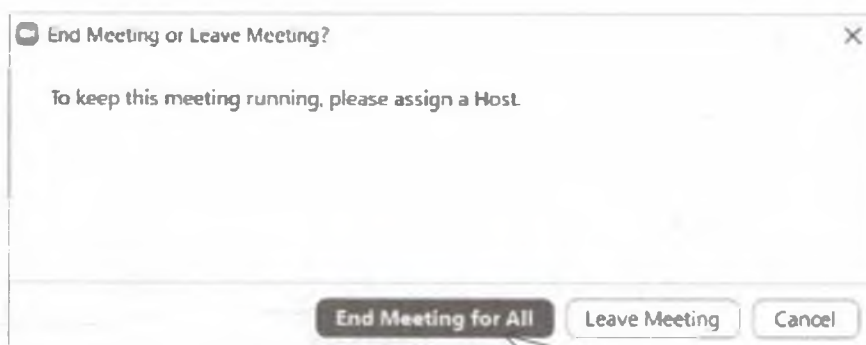 End Meeting or Leave Meeting?
To keep this meeting running, please assign a Host.
End Meeting for All Leave Meeting Cancel